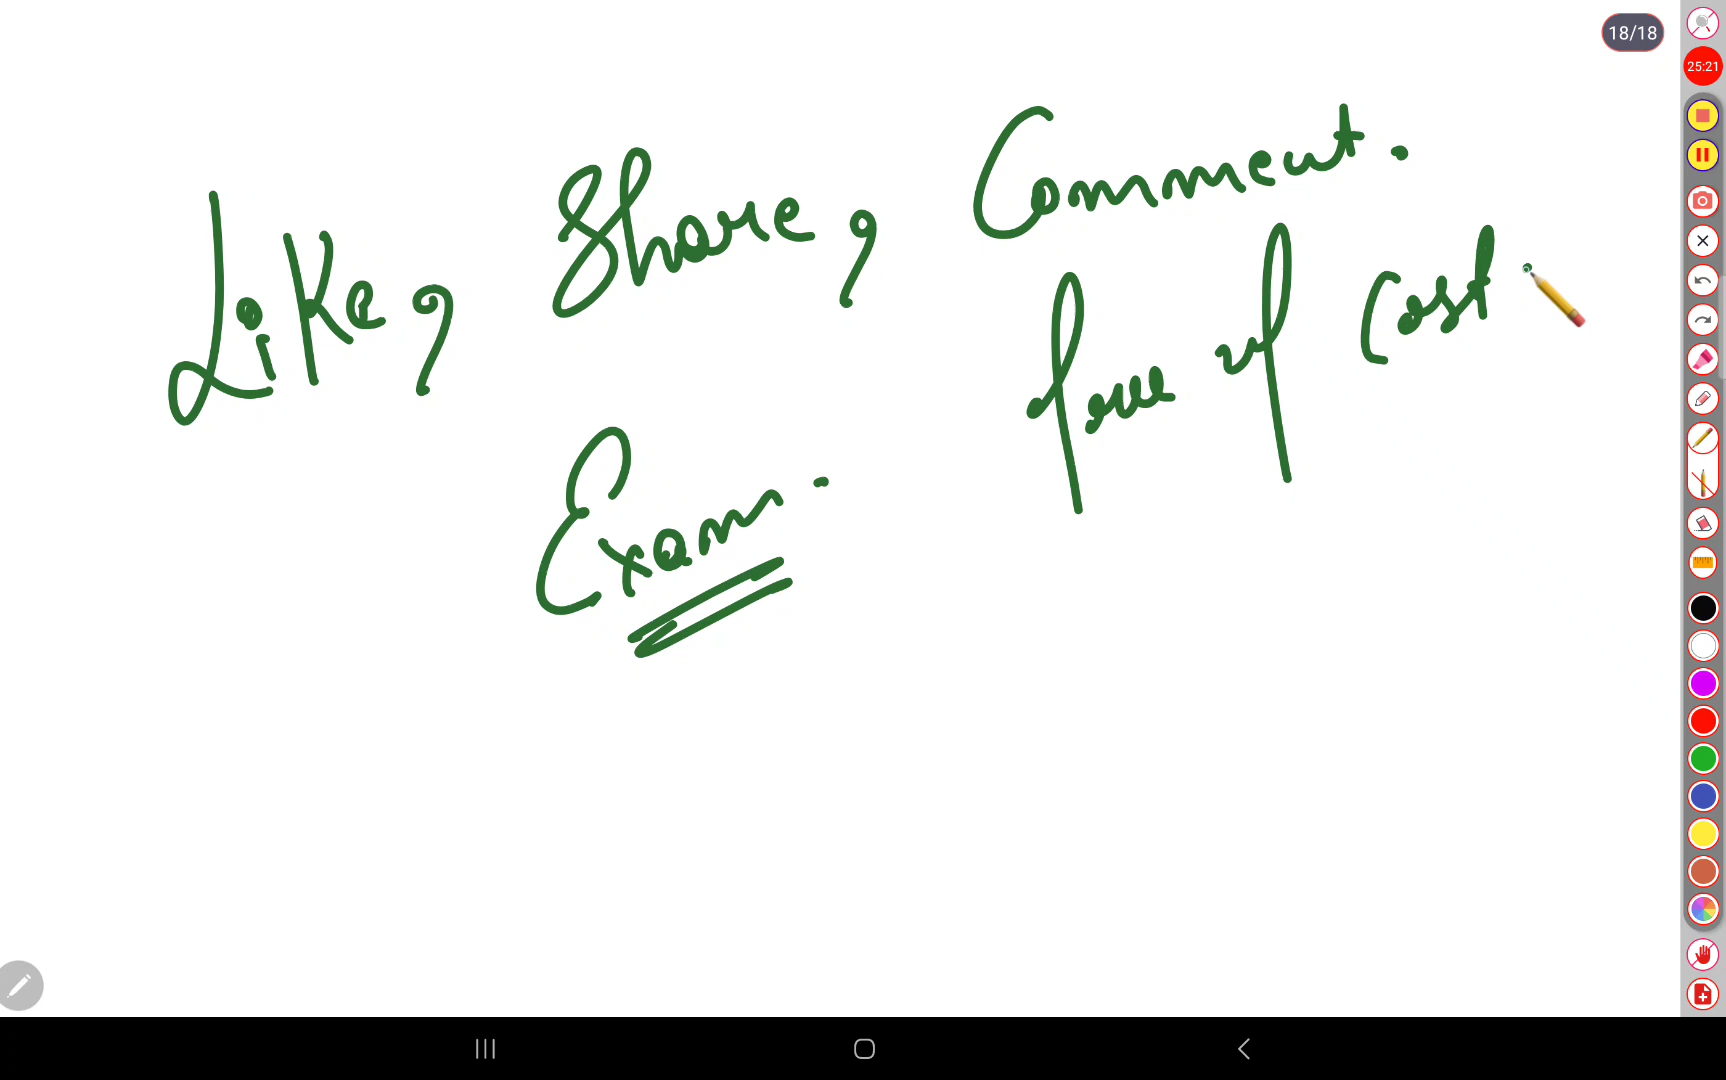 18/18
25:21
Like, Share, Comment.
free of cost
Exam.